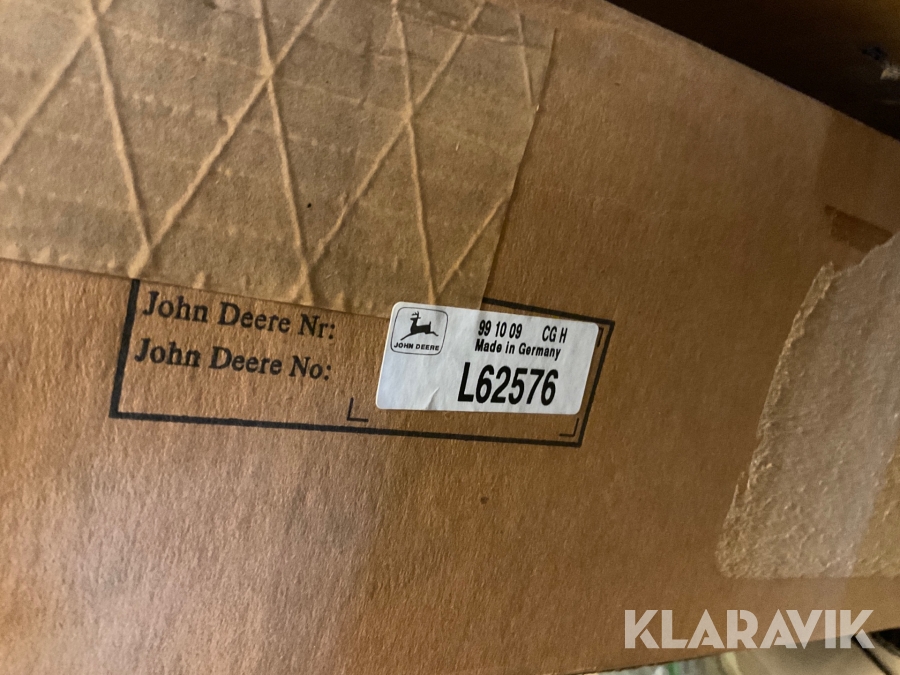 John Deere Nr:
John Deere No:
JOHN DEERE
99 10 09 CG H
Made in Germany
L62576
KLARAVIK